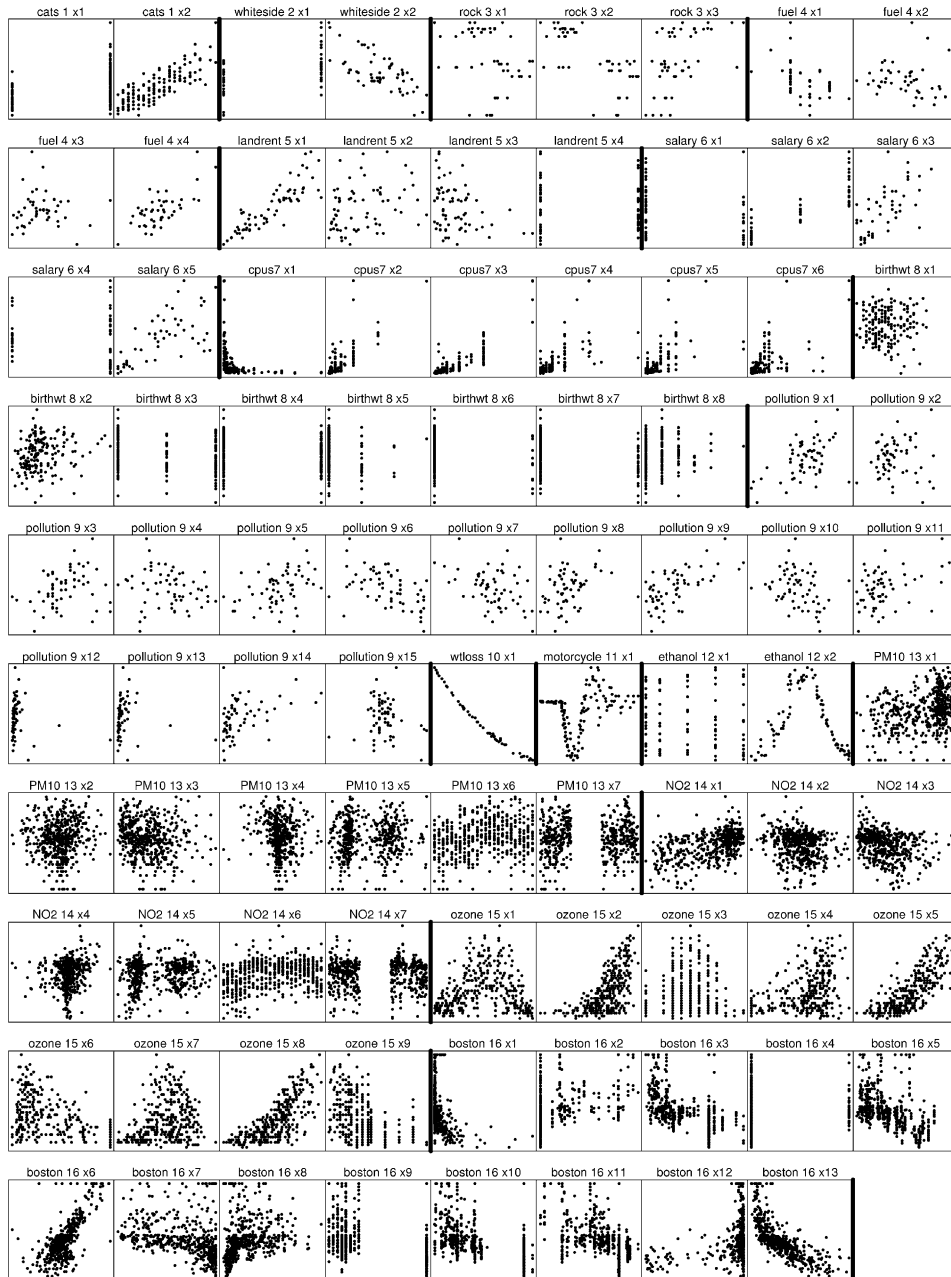 cats 1 x1 cats 1 x2 whiteside 2 x1 whiteside 2 x2 rock 3 x1 rock 3 x2 rock 3 x3 fuel 4 x1 fuel 4 x2
fuel 4 x3 fuel 4 x4 landrent 5 x1 landrent 5 x2 landrent 5 x3 landrent 5 x4 salary 6 x1 salary 6 x2 salary 6 x3
salary 6 x4 salary 6 x5 cpus7 x1 cpus7 x2 cpus7 x3 cpus7 x4 cpus7 x5 cpus7 x6 birthwt 8 x1
birthwt 8 x2 birthwt 8 x3 birthwt 8 x4 birthwt 8 x5 birthwt 8 x6 birthwt 8 x7 birthwt 8 x8 pollution 9 x1 pollution 9 x2
pollution 9 x3 pollution 9 x4 pollution 9 x5 pollution 9 x6 pollution 9 x7 pollution 9 x8 pollution 9 x9 pollution 9 x10 pollution 9 x11
pollution 9 x12 pollution 9 x13 pollution 9 x14 pollution 9 x15 wtloss 10 x1 motorcycle 11 x1 ethanol 12 x1 ethanol 12 x2 PM10 13 x1
PM10 13 x2 PM10 13 x3 PM10 13 x4 PM10 13 x5 PM10 13 x6 PM10 13 x7 NO2 14 x1 NO2 14 x2 NO2 14 x3
NO2 14 x4 NO2 14 x5 NO2 14 x6 NO2 14 x7 ozone 15 x1 ozone 15 x2 ozone 15 x3 ozone 15 x4 ozone 15 x5
ozone 15 x6 ozone 15 x7 ozone 15 x8 ozone 15 x9 boston 16 x1 boston 16 x2 boston 16 x3 boston 16 x4 boston 16 x5
boston 16 x6 boston 16 x7 boston 16 x8 boston 16 x9 boston 16 x10 boston 16 x11 boston 16 x12 boston 16 x13